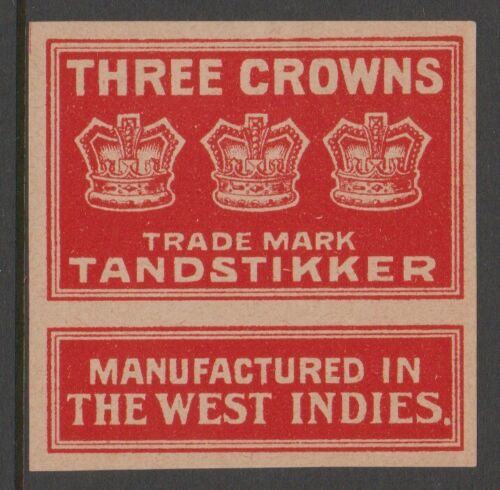 THREE CROWNS
TRADE MARK
TANDSTIKKER
MANUFACTURED IN
THE WEST INDIES.